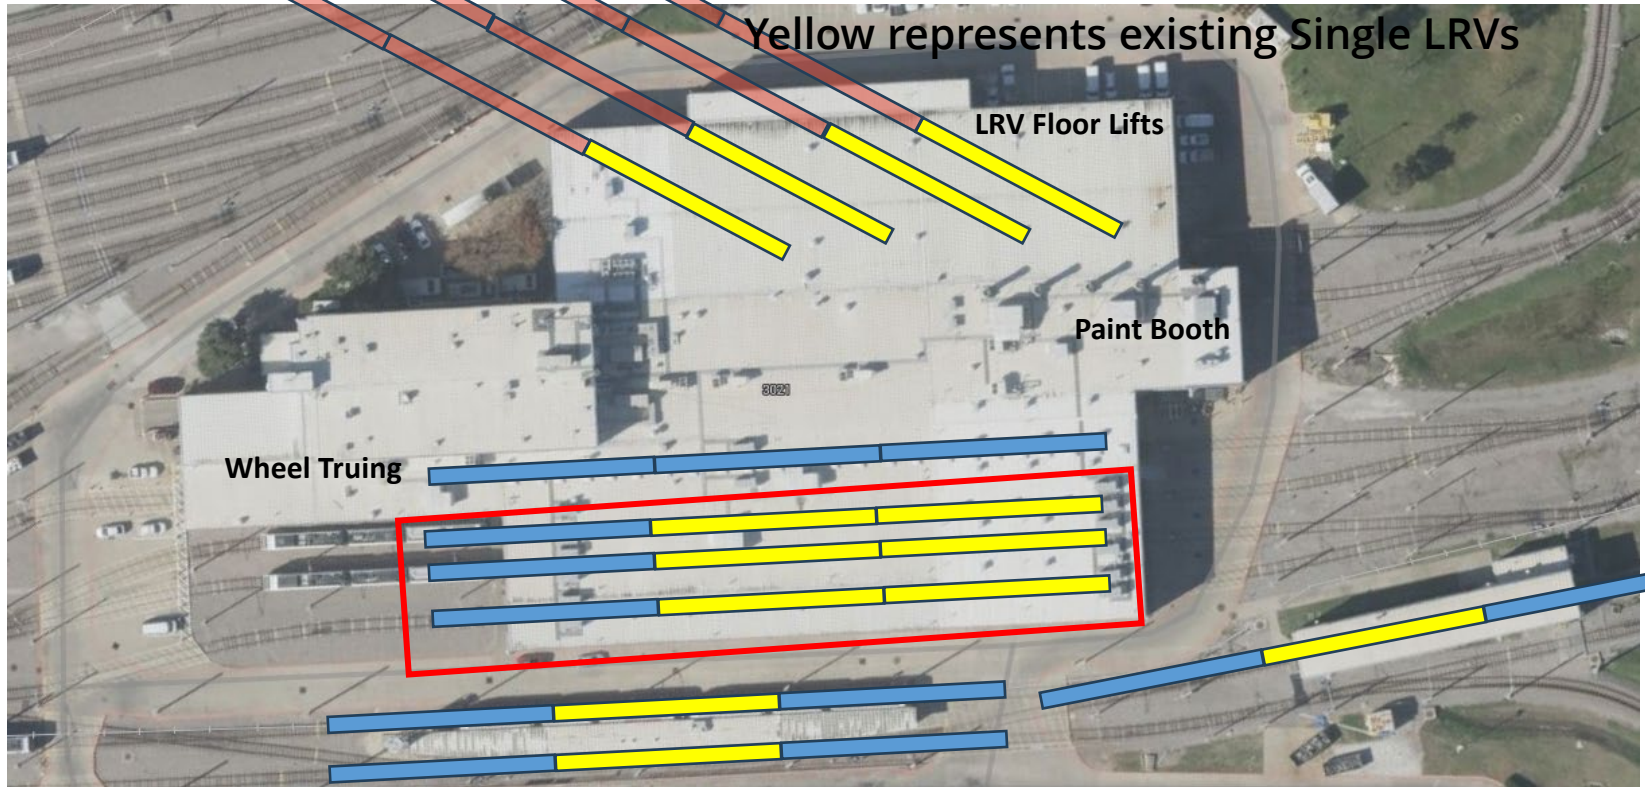 Yellow represents existing Single LRVs
LRV Floor Lifts
Paint Booth
3021
Wheel Truing